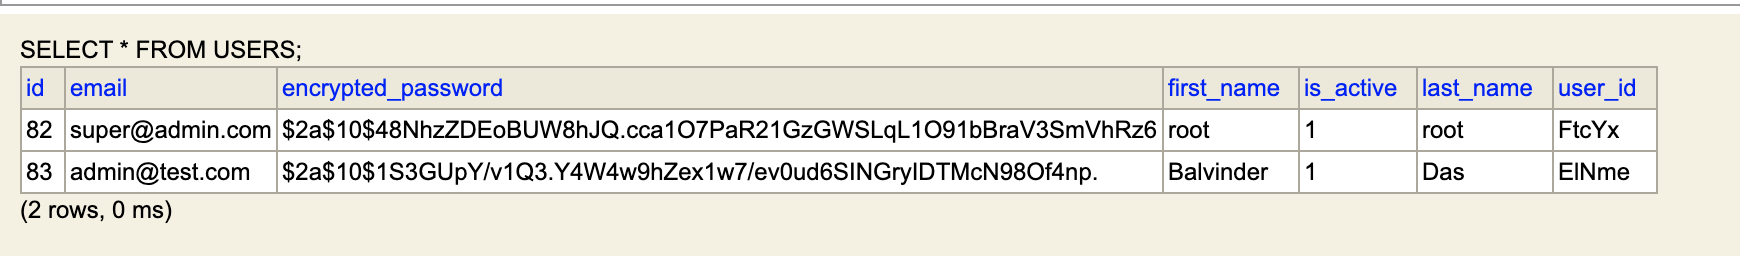 SELECT * FROM USERS;
id email encrypted_password first_name is_active last_name user_id
82 super@admin.com $2a$10$48NhzZDEoBUW8hJQ.cca1O7PaR21GzGWSLqL1O91bBraV3SmVhRz6 root 1 root FtcYx
83 admin@test.com $2a$10$1S3GUpY/v1Q3.Y4W4w9hZex1w7/ev0ud6SINGryIDTMcN98Of4np. Balvinder 1 Das ElNme
(2 rows, 0 ms)